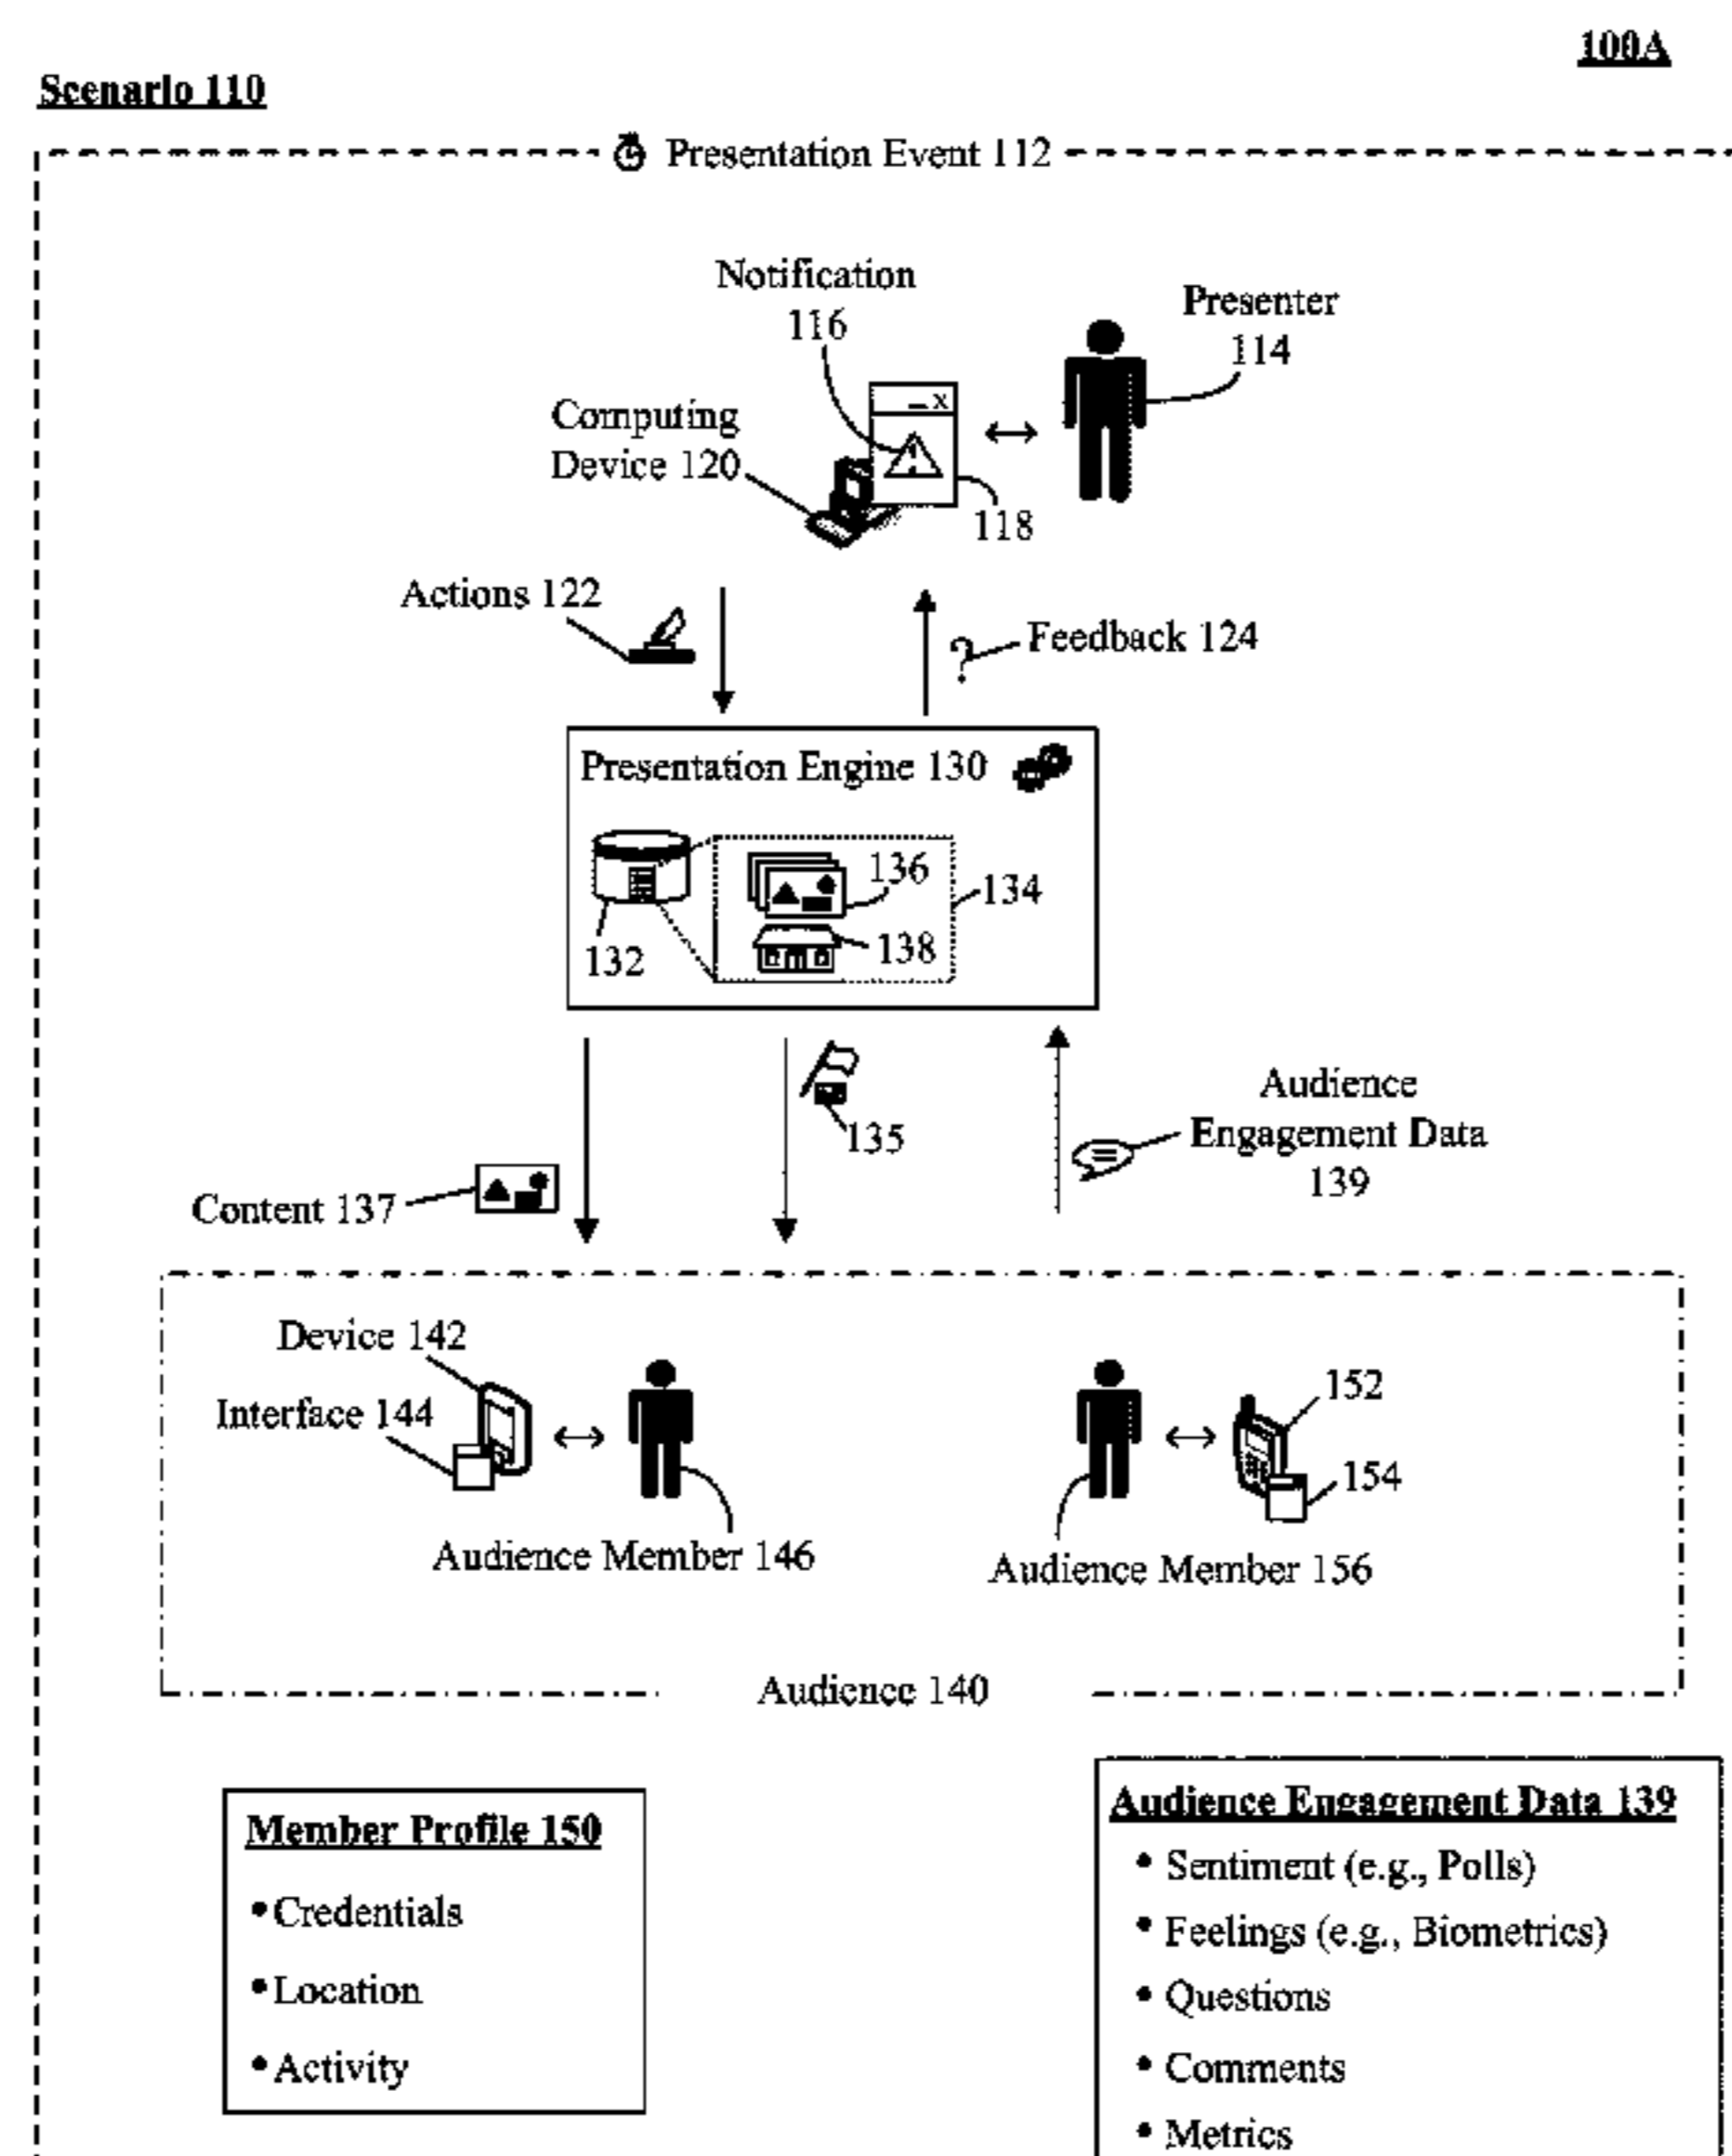 100A
Scenario 110
Presentation Event 112
Notification
116
Presenter
114
_ x
Computing
Device 120
118
Actions 122
?
Feedback 124
Presentation Engine 130
136
134
138
132
135
Audience
Engagement Data
139
Content 137
Device 142
Interface 144
152
154
Audience Member 146
Audience Member 156
Audience 140
Member Profile 150
• Credentials
• Location
• Activity
Audience Engagement Data 139
• Sentiment (e.g., Polls)
• Feelings (e.g., Biometrics)
• Questions
• Comments
• Metrics